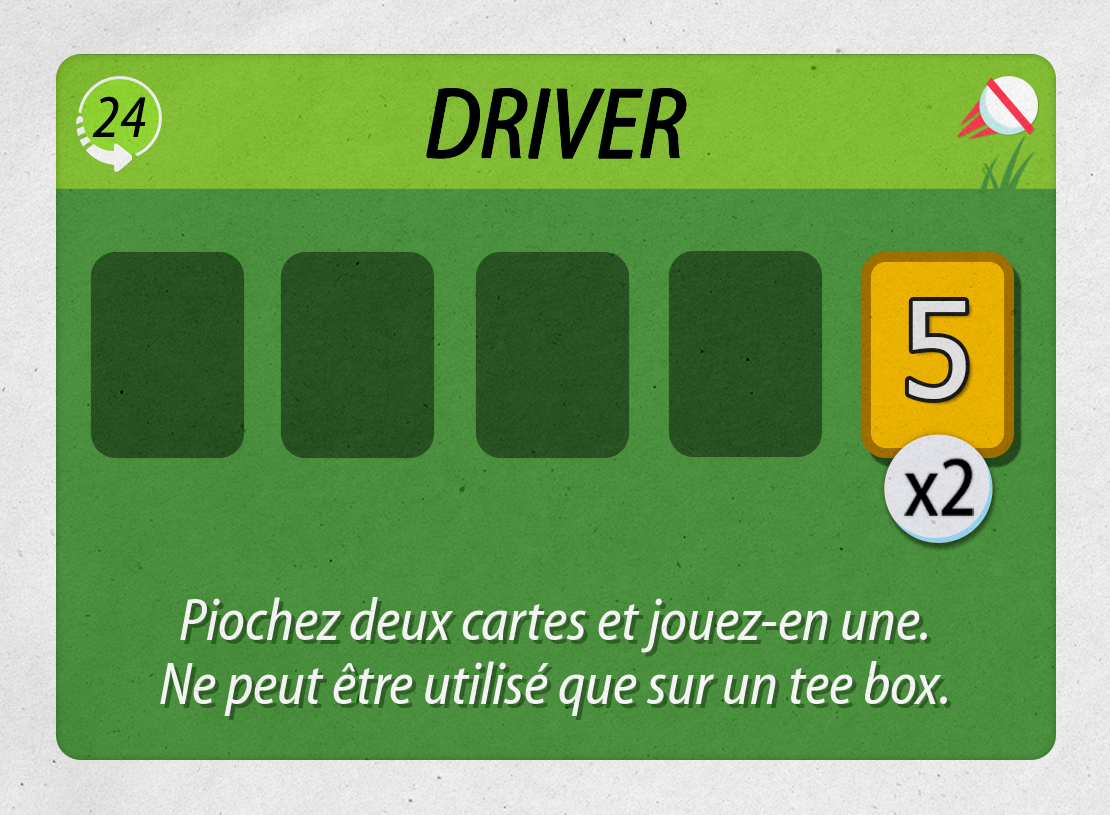 24
DRIVER
5
x2
Piochez deux cartes et jouez-en une.
Ne peut être utilisé que sur un tee box.